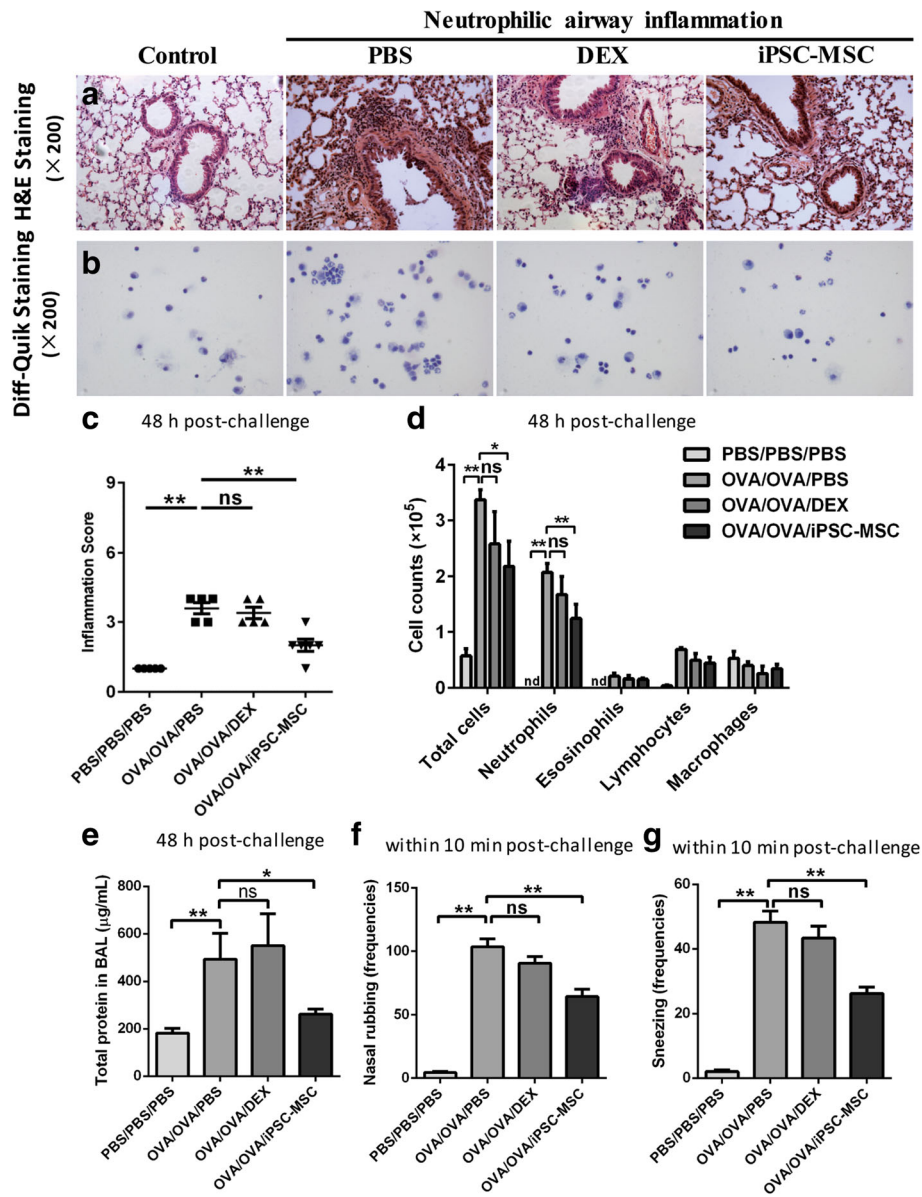 Neutrophilic airway inflammation
Control PBS DEX iPSC-MSC
Diff-Quik Staining H&E Staining
(×200) (×200)
a
b
c 48 h post-challenge
Inflammation Score
9
6
3
0
** ns **
PBS/PBS/PBS
OVA/OVA/PBS
OVA/OVA/DEX
OVA/OVA/iPSC-MSC
d 48 h post-challenge
PBS/PBS/PBS
OVA/OVA/PBS
OVA/OVA/DEX
OVA/OVA/iPSC-MSC
Cell counts (×10⁵)
4
3
2
1
0
*
** ns
**
** ns
nd nd
Total cells
Neutrophils
Esosinophils
Lymphocytes
Macrophages
e 48 h post-challenge
Total protein in BAL (μg/mL)
800
600
400
200
0
*
ns
**
PBS/PBS/PBS
OVA/OVA/PBS
OVA/OVA/DEX
OVA/OVA/iPSC-MSC
f within 10 min post-challenge
Nasal rubbing (frequencies)
150
100
50
0
**
** ns
PBS/PBS/PBS
OVA/OVA/PBS
OVA/OVA/DEX
OVA/OVA/iPSC-MSC
g within 10 min post-challenge
Sneezing (frequencies)
60
40
20
0
**
** ns
PBS/PBS/PBS
OVA/OVA/PBS
OVA/OVA/DEX
OVA/OVA/iPSC-MSC